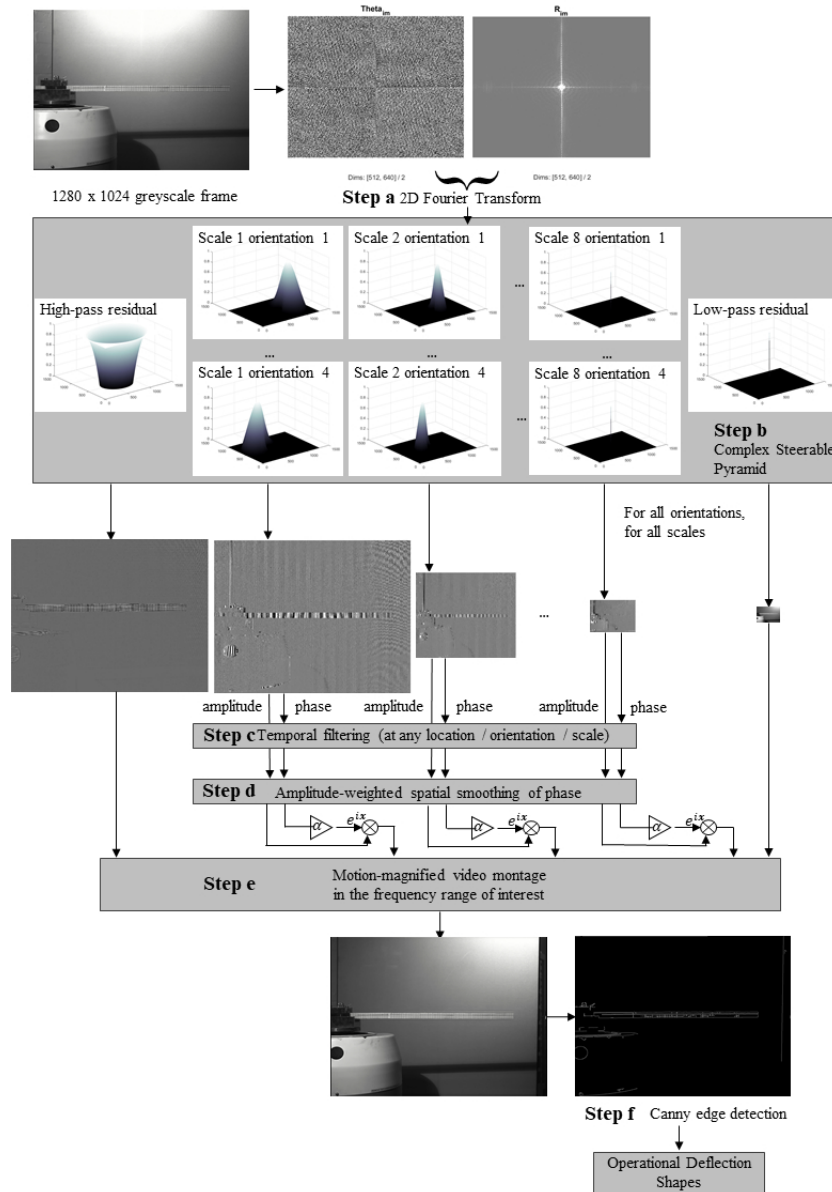 Theta_im
R_im
Dims: [512, 640] / 2
Dims: [512, 640] / 2
1280 x 1024 greyscale frame
Step a 2D Fourier Transform
Scale 1 orientation 1
Scale 2 orientation 1
Scale 8 orientation 1
...
High-pass residual
Low-pass residual
...
...
...
Scale 1 orientation 4
Scale 2 orientation 4
Scale 8 orientation 4
...
Step b
Complex Steerable
Pyramid
For all orientations,
for all scales
...
amplitude
phase
amplitude
phase
amplitude
phase
Step c Temporal filtering (at any location / orientation / scale)
Step d Amplitude-weighted spatial smoothing of phase
α
e^{ix}
α
e^{ix}
α
e^{ix}
Step e
Motion-magnified video montage
in the frequency range of interest
Step f Canny edge detection
Operational Deflection
Shapes